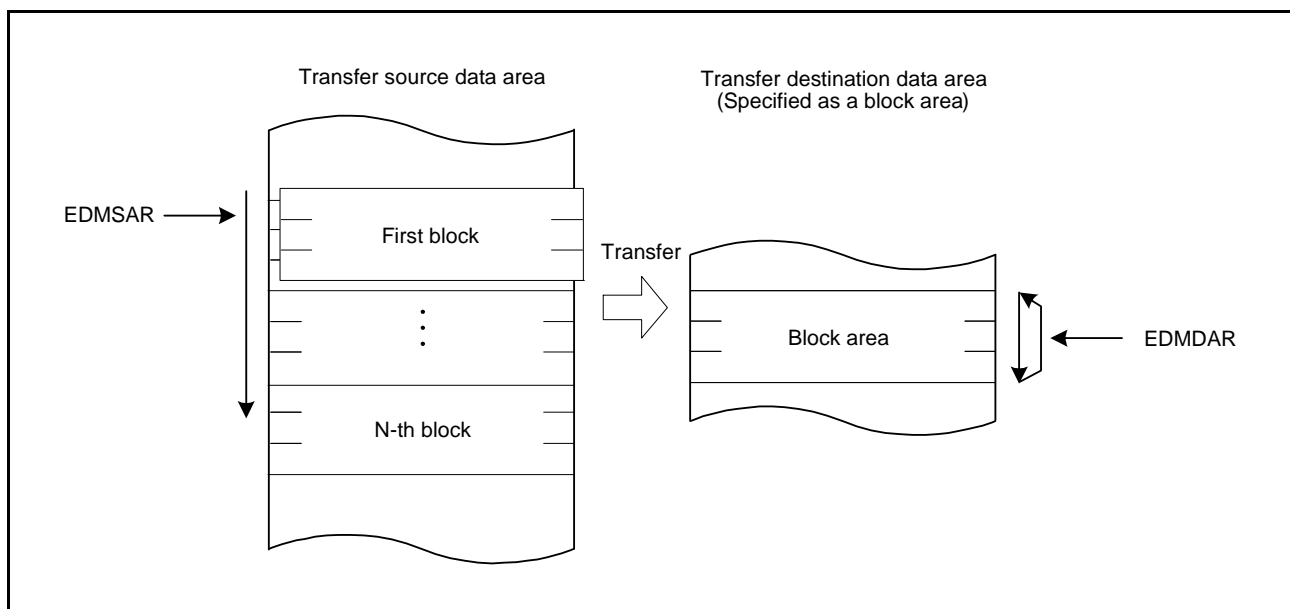 Transfer source data area
Transfer destination data area
(Specified as a block area)
EDMSAR
First block
Transfer
Block area
EDMDAR
N-th block